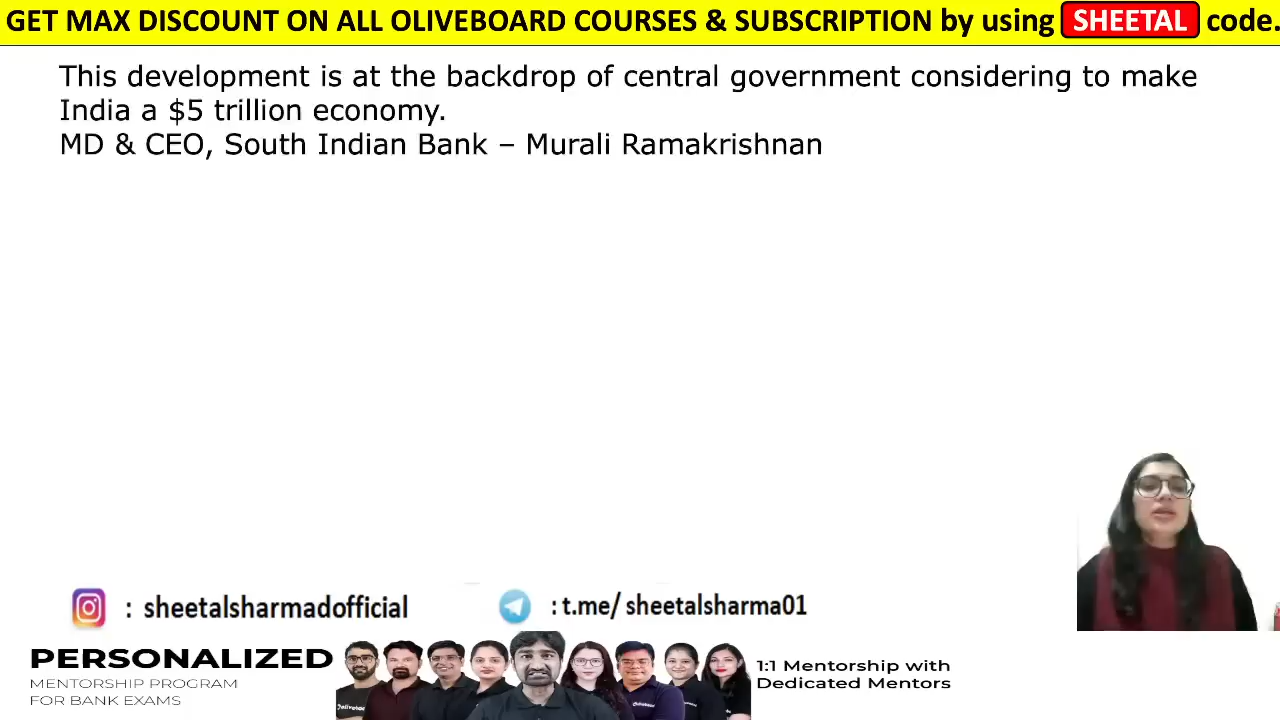 GET MAX DISCOUNT ON ALL OLIVEBOARD COURSES & SUBSCRIPTION by using SHEETAL code.
This development is at the backdrop of central government considering to make
India a $5 trillion economy.
MD & CEO, South Indian Bank – Murali Ramakrishnan
: sheetalsharmadofficial
: t.me/ sheetalsharma01
PERSONALIZED
MENTORSHIP PROGRAM
FOR BANK EXAMS
1:1 Mentorship with
Dedicated Mentors